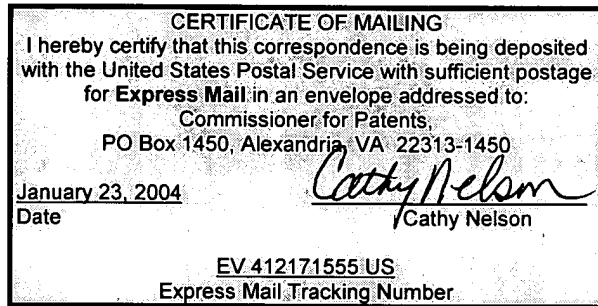 CERTIFICATE OF MAILING
I hereby certify that this correspondence is being deposited
with the United States Postal Service with sufficient postage
for Express Mail in an envelope addressed to:
Commissioner for Patents,
PO Box 1450, Alexandria, VA 22313-1450
January 23, 2004 Cathy Nelson
Date Cathy Nelson
EV 412171555 US
Express Mail Tracking Number